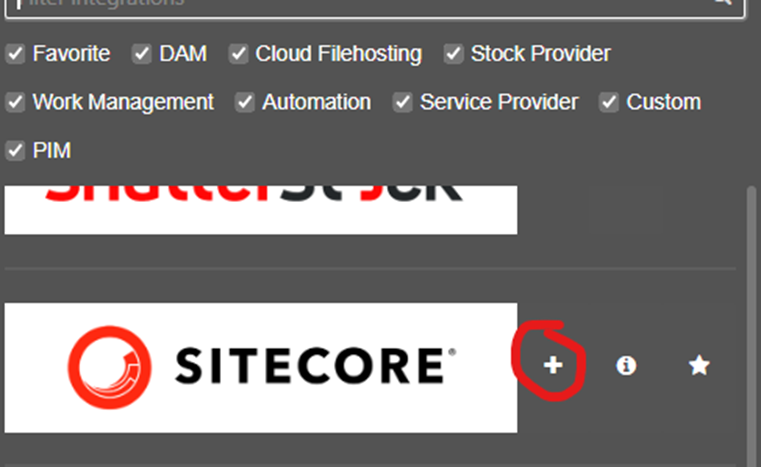 Filter integrations
Favorite DAM Cloud Filehosting Stock Provider
Work Management Automation Service Provider Custom
PIM
shutterstock
SITECORE®